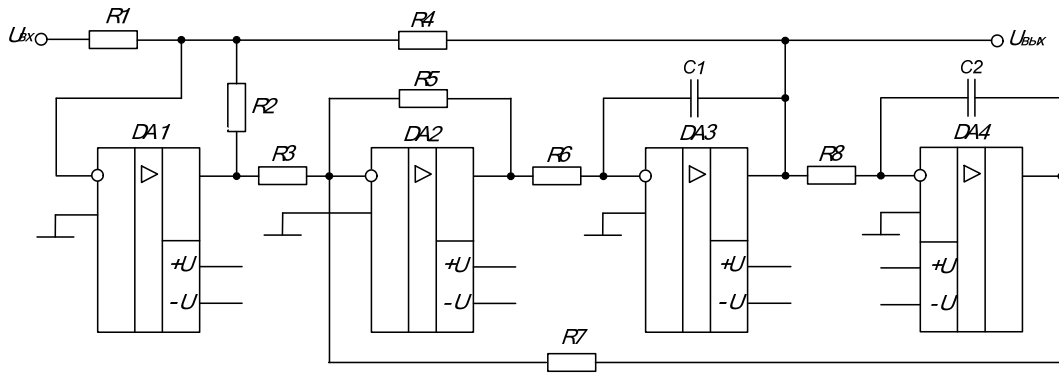 R1
R4
Uвх
Uвых
R5
C1
C2
R2
DA1
DA2
DA3
DA4
R3
R6
R8
+U
-U
+U
-U
+U
-U
+U
-U
R7